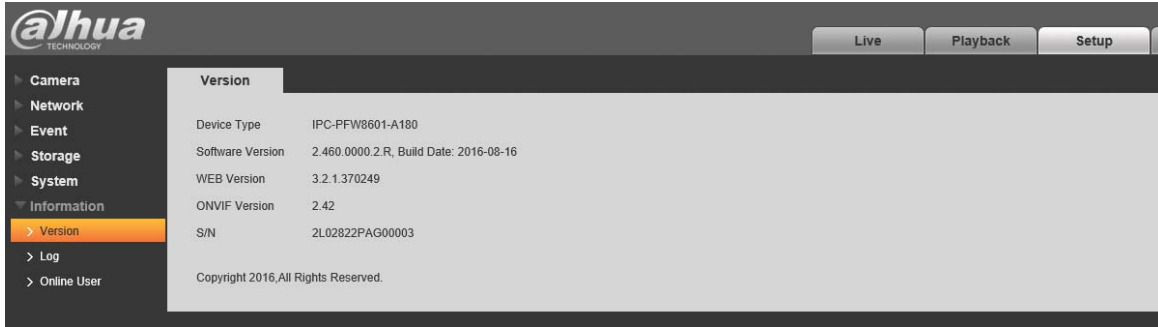 alhua
TECHNOLOGY
Live Playback Setup
Camera
Network
Event
Storage
System
Information
Version
Log
Online User
Version
Device Type IPC-PFW8601-A180
Software Version 2.460.0000.2.R, Build Date: 2016-08-16
WEB Version 3.2.1.370249
ONVIF Version 2.42
S/N 2L02822PAG00003
Copyright 2016,All Rights Reserved.